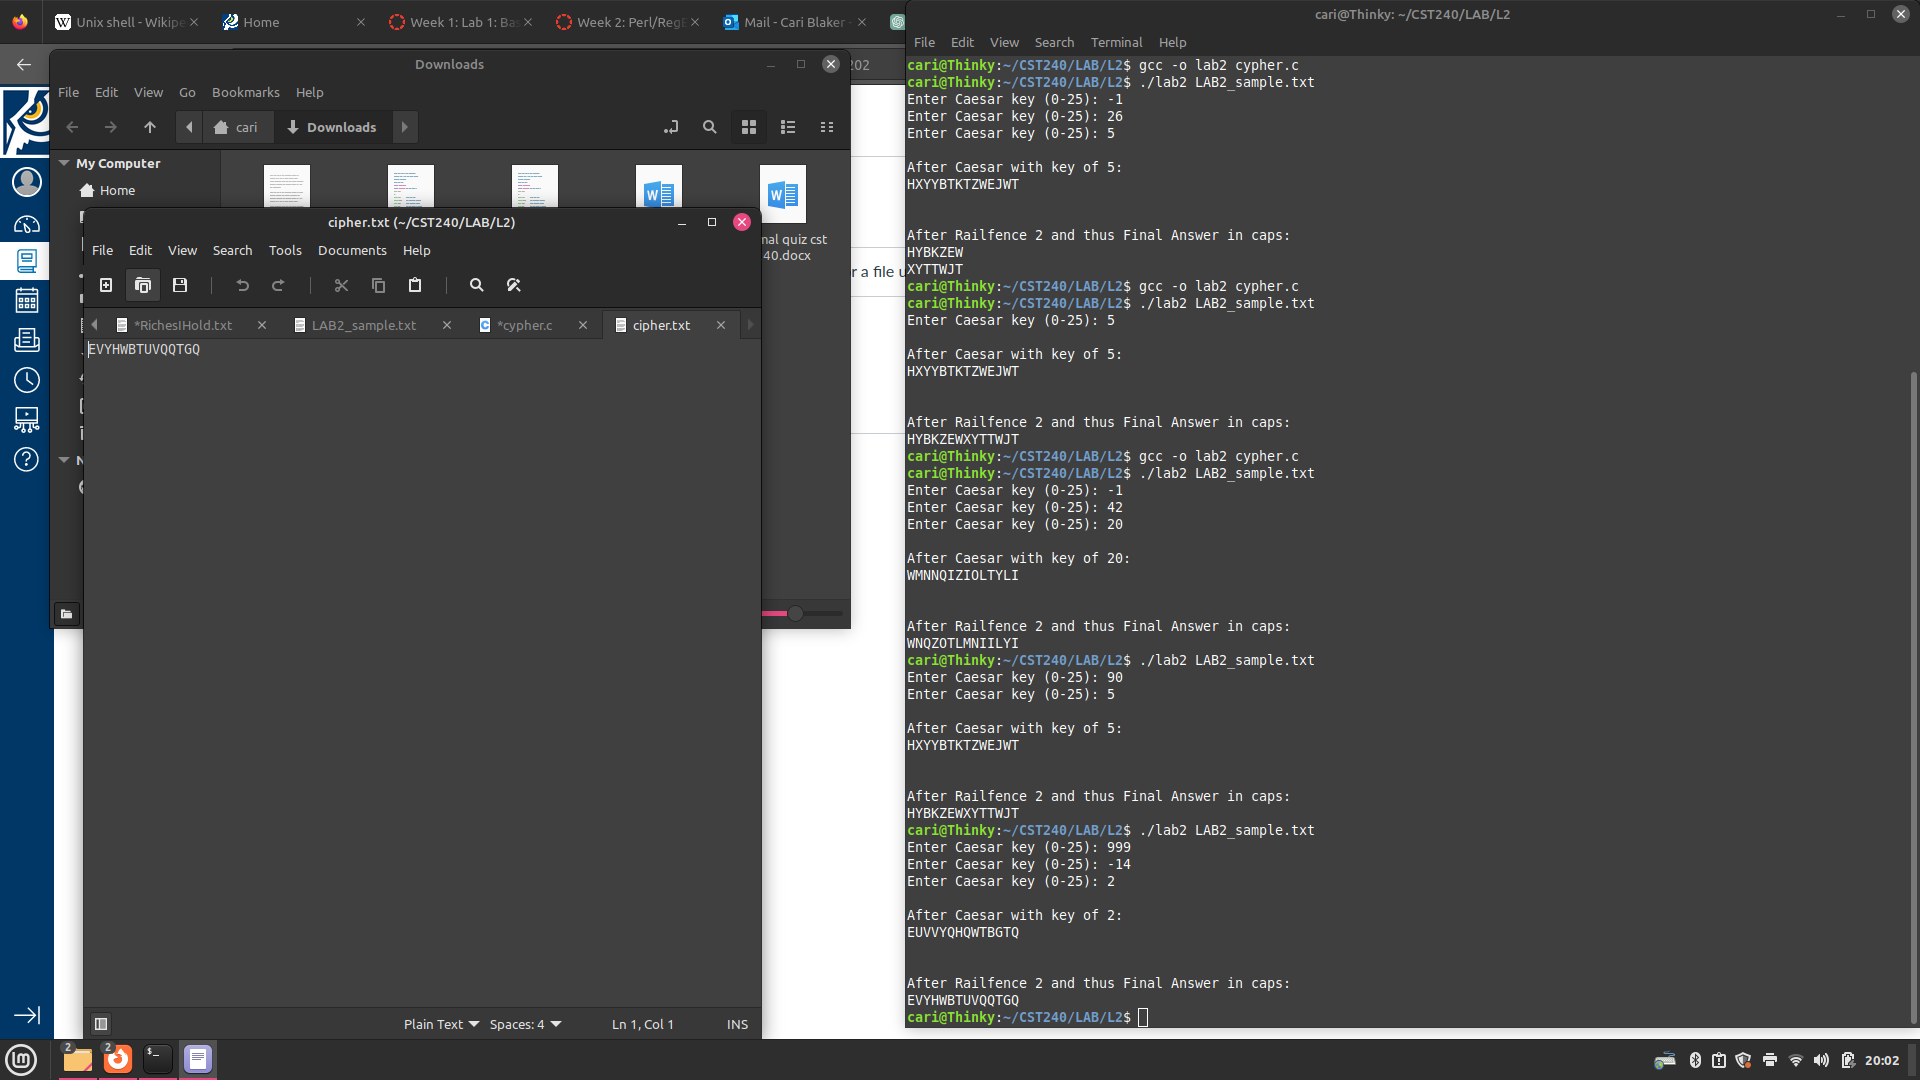 Unix shell - Wikipe
Home
Week 1: Lab 1: Bas
Week 2: Perl/RegE
Mail - Cari Blaker -
202
Downloads
File Edit View Go Bookmarks Help
cari
Downloads
My Computer
Home
nal quiz cst
40.docx
r a file u
N
cipher.txt (~/CST240/LAB/L2)
File Edit View Search Tools Documents Help
*RichesIHold.txt
LAB2_sample.txt
*cypher.c
cipher.txt
EVYHWBTUVQQTGQ
Plain Text
Spaces: 4
Ln 1, Col 1
INS
cari@Thinky: ~/CST240/LAB/L2
File Edit View Search Terminal Help
cari@Thinky:~/CST240/LAB/L2$ gcc -o lab2 cypher.c
cari@Thinky:~/CST240/LAB/L2$ ./lab2 LAB2_sample.txt
Enter Caesar key (0-25): -1
Enter Caesar key (0-25): 26
Enter Caesar key (0-25): 5
After Caesar with key of 5:
HXYYBTKTZWEJWT
After Railfence 2 and thus Final Answer in caps:
HYBKZEW
XYTTWJT
cari@Thinky:~/CST240/LAB/L2$ gcc -o lab2 cypher.c
cari@Thinky:~/CST240/LAB/L2$ ./lab2 LAB2_sample.txt
Enter Caesar key (0-25): 5
After Caesar with key of 5:
HXYYBTKTZWEJWT
After Railfence 2 and thus Final Answer in caps:
HYBKZEWXYTTWJT
cari@Thinky:~/CST240/LAB/L2$ gcc -o lab2 cypher.c
cari@Thinky:~/CST240/LAB/L2$ ./lab2 LAB2_sample.txt
Enter Caesar key (0-25): -1
Enter Caesar key (0-25): 42
Enter Caesar key (0-25): 20
After Caesar with key of 20:
WMNNQIZIOLTYLI
After Railfence 2 and thus Final Answer in caps:
WNQZOTLMNIILYI
cari@Thinky:~/CST240/LAB/L2$ ./lab2 LAB2_sample.txt
Enter Caesar key (0-25): 90
Enter Caesar key (0-25): 5
After Caesar with key of 5:
HXYYBTKTZWEJWT
After Railfence 2 and thus Final Answer in caps:
HYBKZEWXYTTWJT
cari@Thinky:~/CST240/LAB/L2$ ./lab2 LAB2_sample.txt
Enter Caesar key (0-25): 999
Enter Caesar key (0-25): -14
Enter Caesar key (0-25): 2
After Caesar with key of 2:
EUVVYQHQWTBGTQ
After Railfence 2 and thus Final Answer in caps:
EVYHWBTUVQQTGQ
cari@Thinky:~/CST240/LAB/L2$
2
2
20:02